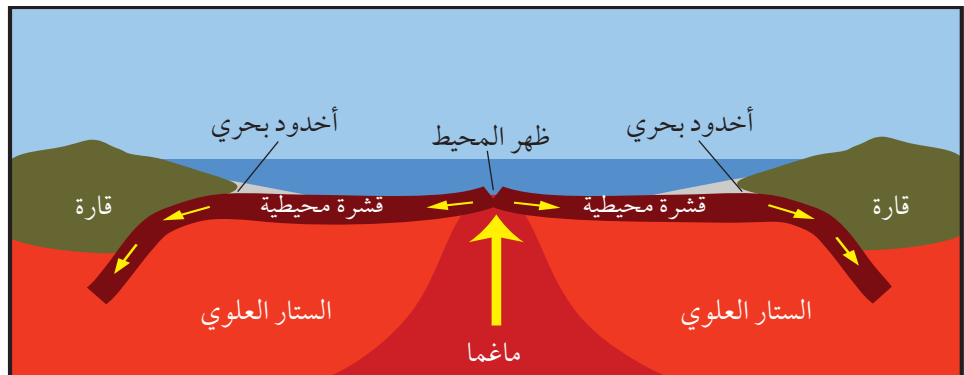 أخدود بحري
ظهر المحيط
أخدود بحري
قارة
قشرة محيطية
قشرة محيطية
قارة
الستار العلوي
الستار العلوي
ماغما